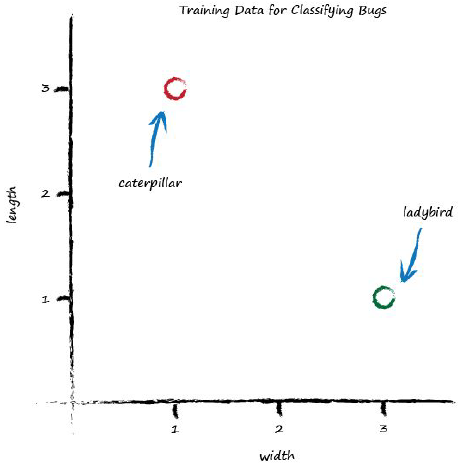 Training Data for Classifying Bugs
3
caterpillar
2
length
ladybird
1
1
2
3
width